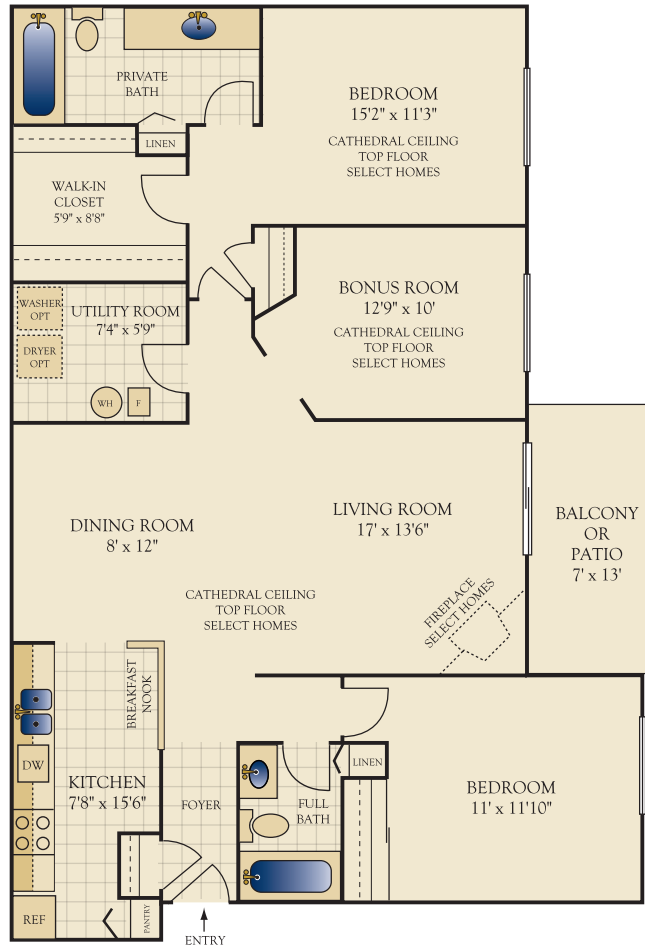 PRIVATE
BATH
LINEN
BEDROOM
15'2" x 11'3"
CATHEDRAL CEILING
TOP FLOOR
SELECT HOMES
WALK-IN
CLOSET
5'9" x 8'8"
WASHER
OPT
DRYER
OPT
UTILITY ROOM
7'4" x 5'9"
WH
F
BONUS ROOM
12'9" x 10'
CATHEDRAL CEILING
TOP FLOOR
SELECT HOMES
DINING ROOM
8' x 12"
LIVING ROOM
17' x 13'6"
BALCONY
OR
PATIO
7' x 13'
CATHEDRAL CEILING
TOP FLOOR
SELECT HOMES
FIREPLACE
SELECT HOMES
BREAKFAST
NOOK
DW
KITCHEN
7'8" x 15'6"
REF
PANTRY
FOYER
FULL
BATH
LINEN
BEDROOM
11' x 11'10"
ENTRY